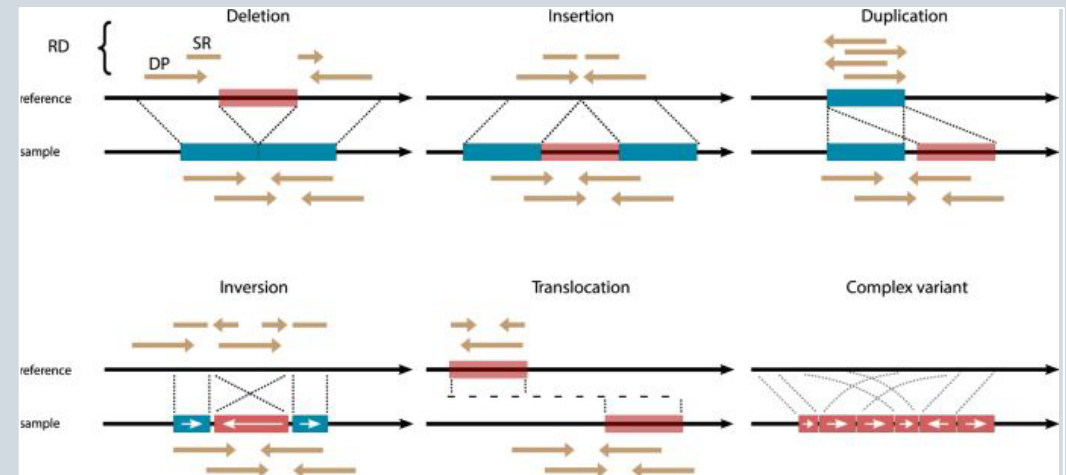 Deletion
Insertion
Duplication
RD
SR
DP
reference
sample
Inversion
Translocation
Complex variant
reference
sample